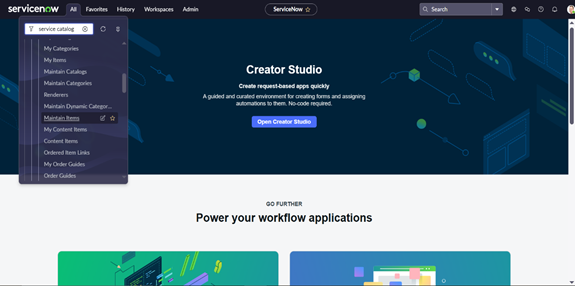 servicenow All Favorites History Workspaces Admin ServiceNow Search
service catalog
My Categories
My Items
Maintain Catalogs
Maintain Categories
Renderers
Maintain Dynamic Categor...
Maintain Items
My Content Items
Content Items
Ordered Item Links
My Order Guides
Order Guides
Creator Studio
Create request-based apps quickly
A guided and curated environment for creating forms and assigning
automations to them. No-code required.
Open Creator Studio
GO FURTHER
Power your workflow applications